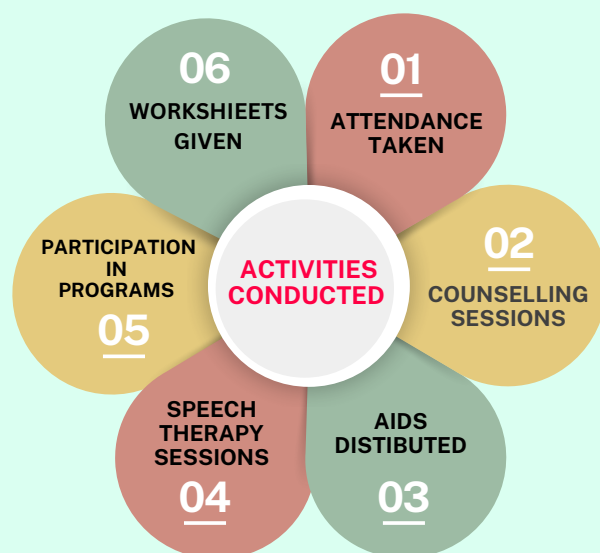 06
WORKSHIEETS
GIVEN
01
ATTENDANCE
TAKEN
02
COUNSELLING
SESSIONS
ACTIVITIES
CONDUCTED
PARTICIPATION
IN
PROGRAMS
05
SPEECH
THERAPY
SESSIONS
04
AIDS
DISTIBUTED
03